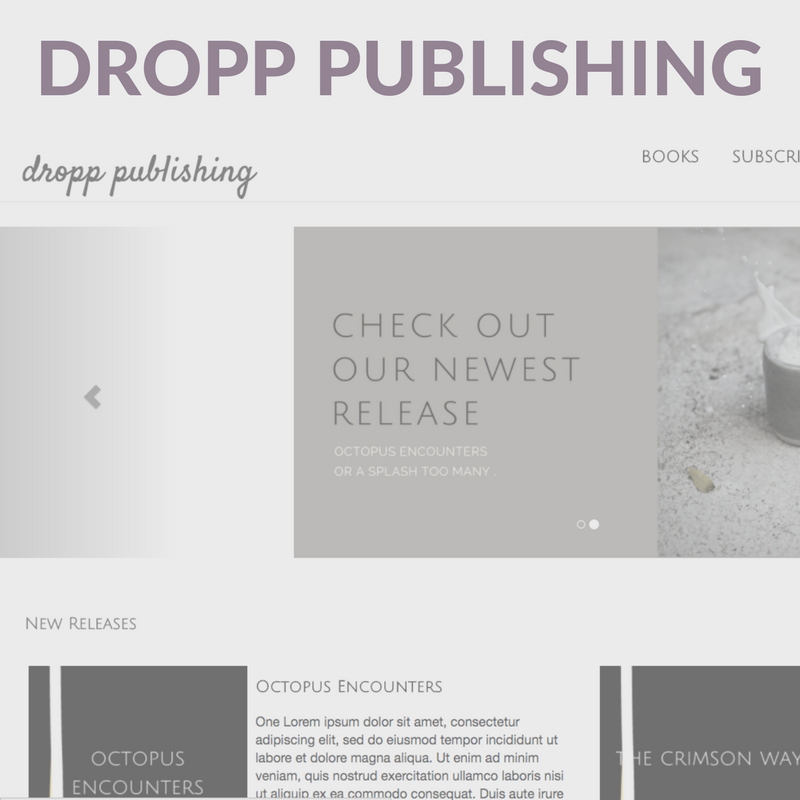 DROPP PUBLISHING
dropp publishing
BOOKS SUBSCRI
CHECK OUT
OUR NEWEST
RELEASE
OCTOPUS ENCOUNTERS
OR A SPLASH TOO MANY .
New Releases
OCTOPUS
ENCOUNTERS
Octopus Encounters
One Lorem ipsum dolor sit amet, consectetur
adipiscing elit, sed do eiusmod tempor incididunt ut
labore et dolore magna aliqua. Ut enim ad minim
veniam, quis nostrud exercitation ullamco laboris nisi
ut aliquip ex ea commodo consequat. Duis aute irure
THE CRIMSON WAY